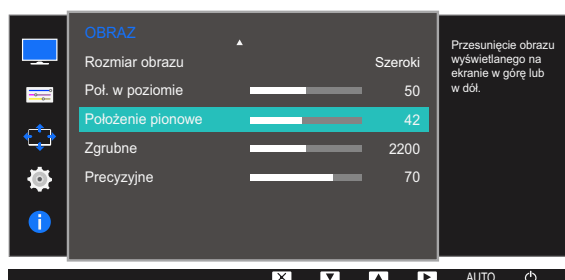 OBRAZ
Rozmiar obrazu Szeroki
Poł. w poziomie 50
Położenie pionowe 42
Zgrubne 2200
Precyzyjne 70
Przesunięcie obrazu
wyświetlanego na
ekranie w górę lub
w dół.
AUTO